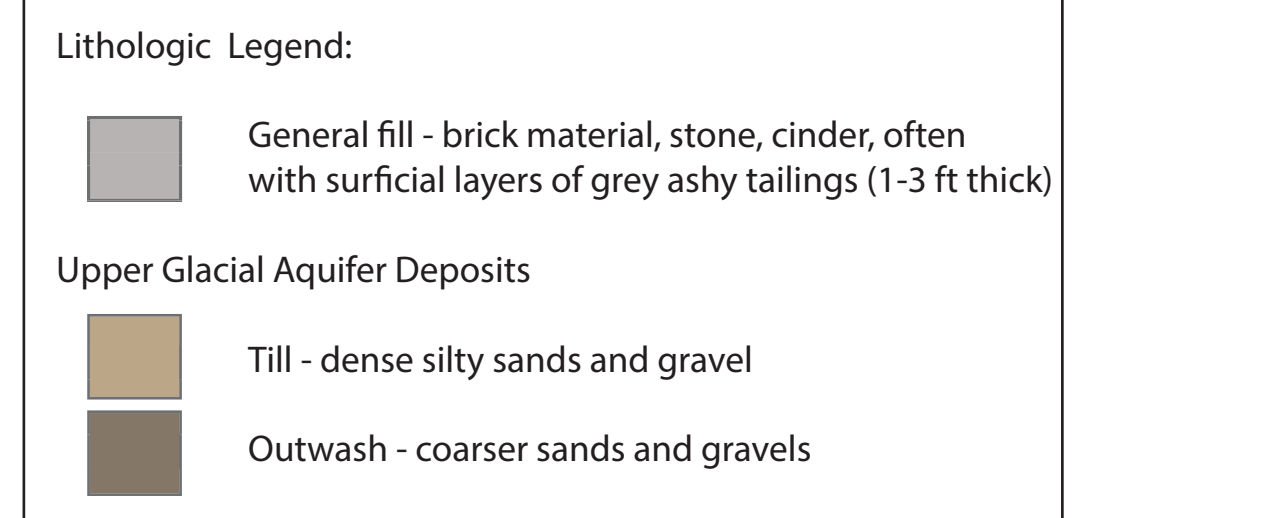 Lithologic Legend:
General fill - brick material, stone, cinder, often
with surficial layers of grey ashy tailings (1-3 ft thick)
Upper Glacial Aquifer Deposits
Till - dense silty sands and gravel
Outwash - coarser sands and gravels